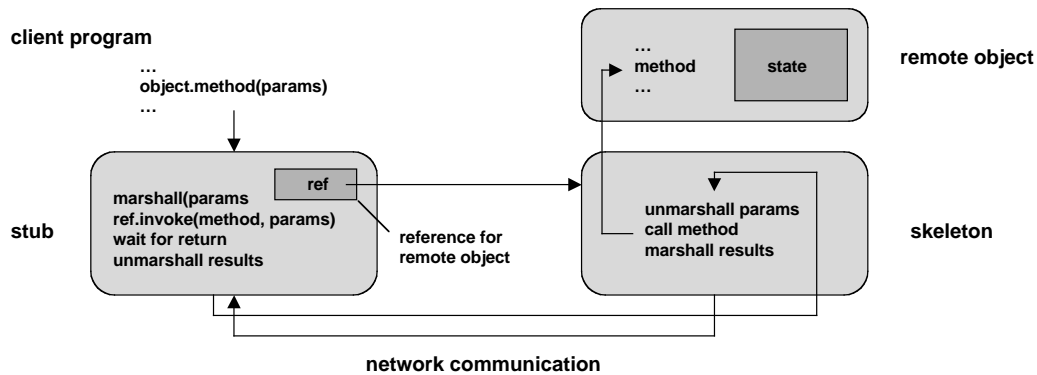 client program
…
object.method(params)
…
…
method
…
state
remote object
stub
marshall(params
ref.invoke(method, params)
wait for return
unmarshall results
ref
reference for
remote object
unmarshall params
call method
marshall results
skeleton
network communication